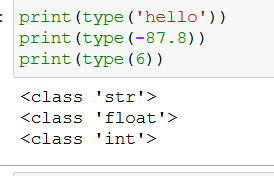 print(type('hello'))
print(type(-87.8))
print(type(6))
<class 'str'>
<class 'float'>
<class 'int'>